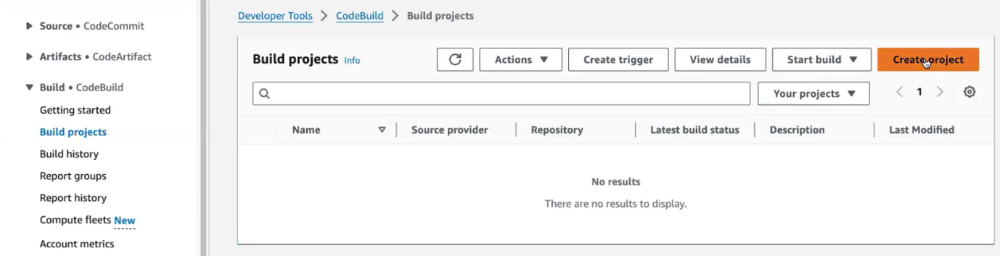 Source • CodeCommit
Artifacts • CodeArtifact
Build • CodeBuild
Getting started
Build projects
Build history
Report groups
Report history
Compute fleets New
Account metrics
Developer Tools > CodeBuild > Build projects
Build projects Info Actions Create trigger View details Start build Create project
Your projects 1
Name Source provider Repository Latest build status Description Last Modified
No results
There are no results to display.